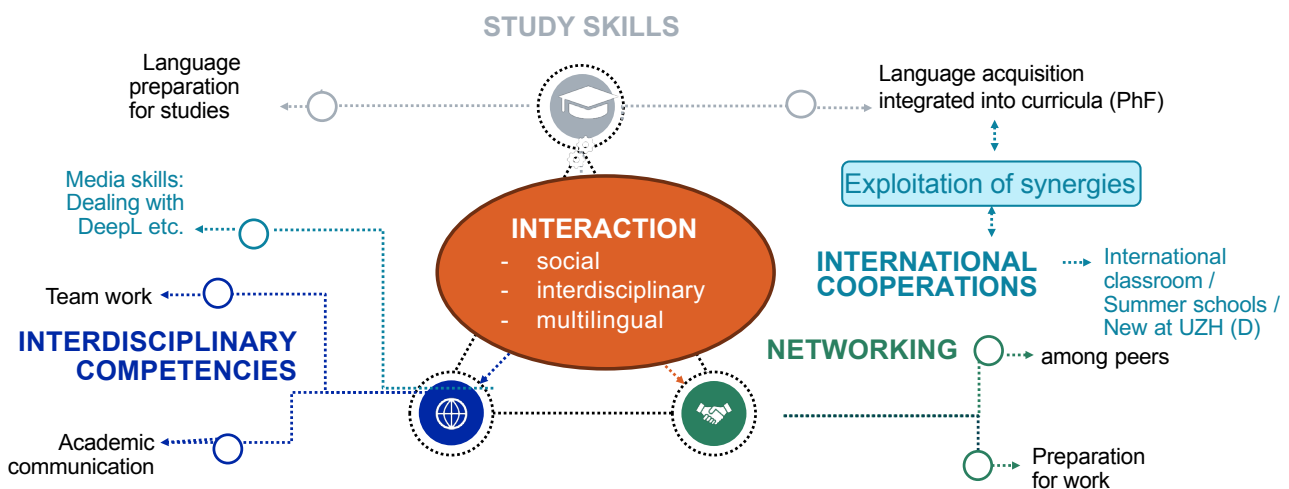 STUDY SKILLS
Language
preparation
for studies
Language acquisition
integrated into curricula (PhF)
Media skills:
Dealing with
DeepL etc.
Exploitation of synergies
INTERACTION
- social
- interdisciplinary
- multilingual
INTERNATIONAL
COOPERATIONS
International
classroom /
Summer schools /
New at UZH (D)
Team work
INTERDISCIPLINARY
COMPETENCIES
NETWORKING
among peers
Academic
communication
Preparation
for work